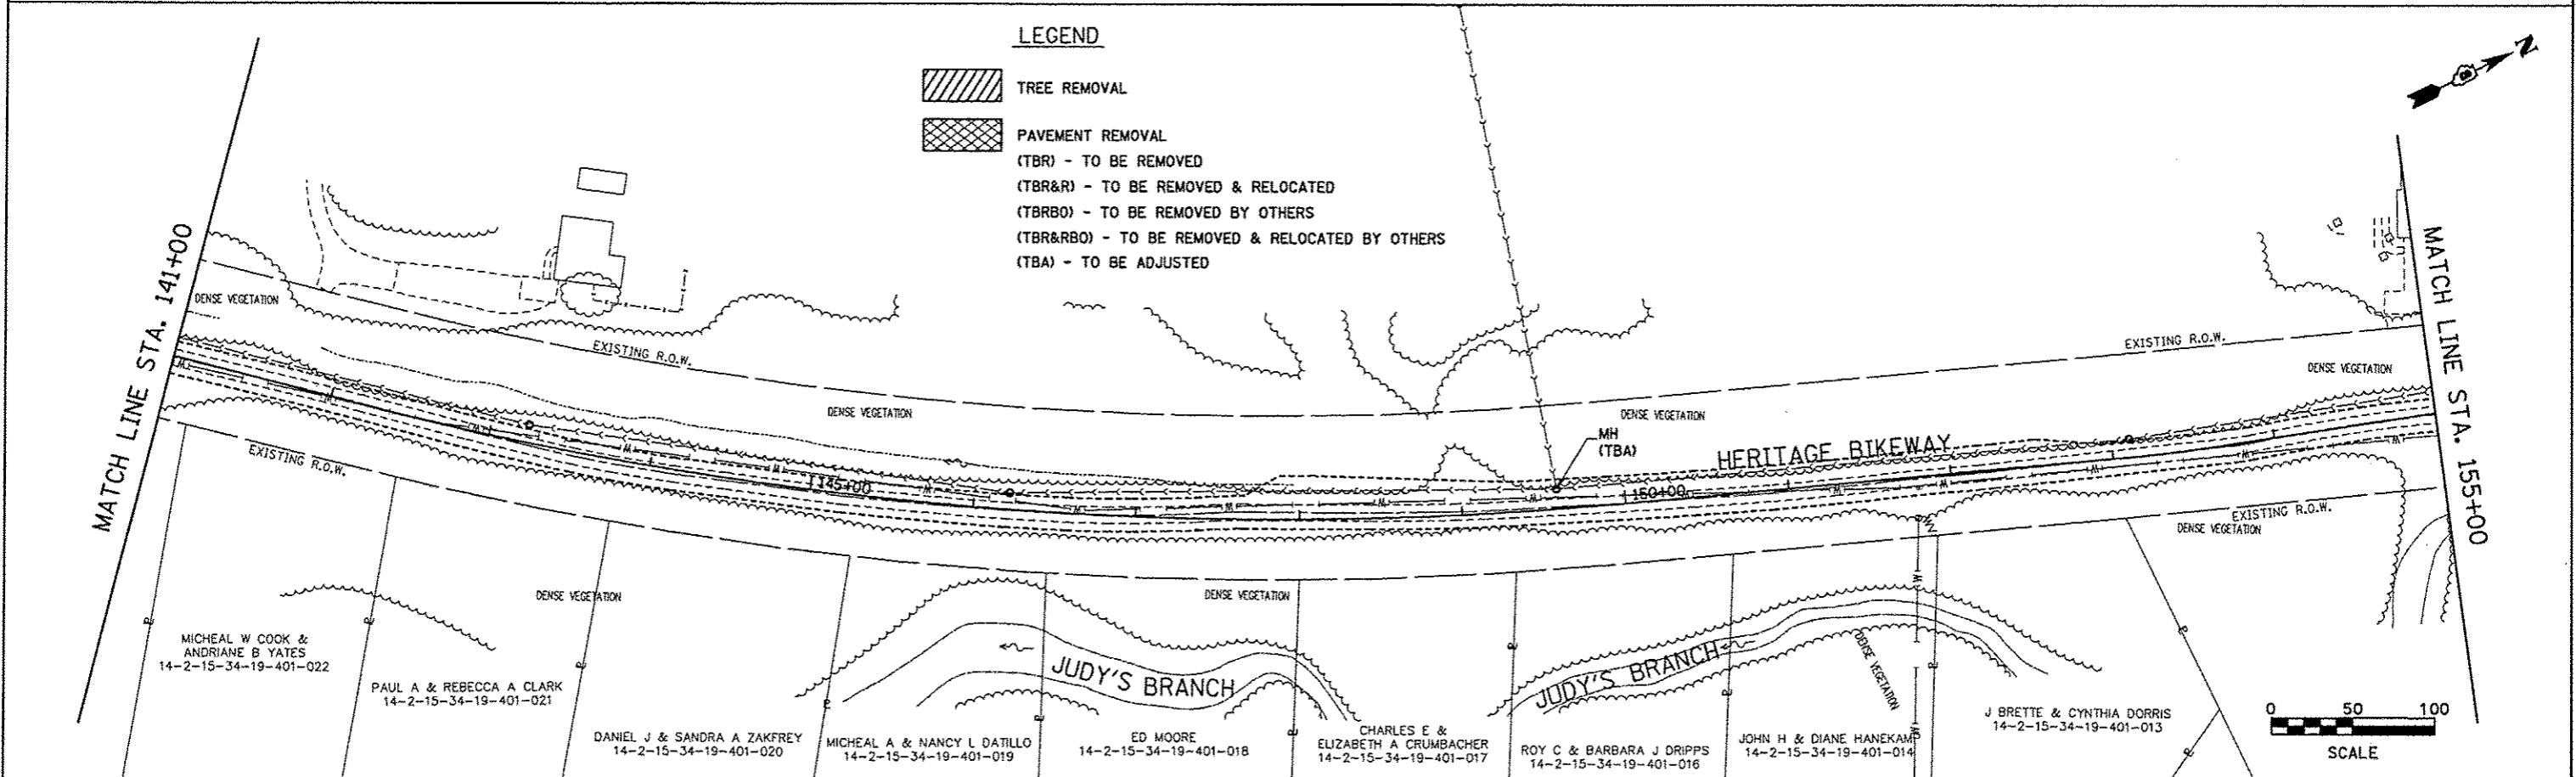 LEGEND
TREE REMOVAL
PAVEMENT REMOVAL
(TBR) - TO BE REMOVED
(TBR&R) - TO BE REMOVED & RELOCATED
(TBRBO) - TO BE REMOVED BY OTHERS
(TBR&RBO) - TO BE REMOVED & RELOCATED BY OTHERS
(TBA) - TO BE ADJUSTED
N
MATCH LINE STA. 141+00
MATCH LINE STA. 155+00
DENSE VEGETATION
EXISTING R.O.W.
DENSE VEGETATION
DENSE VEGETATION
EXISTING R.O.W.
DENSE VEGETATION
MH
(TBA)
HERITAGE BIKEWAY
145+00
150+00
EXISTING R.O.W.
EXISTING R.O.W.
DENSE VEGETATION
DENSE VEGETATION
DENSE VEGETATION
DENSE VEGETATION
JUDY'S BRANCH
JUDY'S BRANCH
MICHEAL W COOK &
ANDRIANE B YATES
14-2-15-34-19-401-022
PAUL A & REBECCA A CLARK
14-2-15-34-19-401-021
DANIEL J & SANDRA A ZAKFREY
14-2-15-34-19-401-020
MICHEAL A & NANCY L DATILLO
14-2-15-34-19-401-019
ED MOORE
14-2-15-34-19-401-018
CHARLES E &
ELIZABETH A CRUMBACHER
14-2-15-34-19-401-017
ROY C & BARBARA J DRIPPS
14-2-15-34-19-401-016
JOHN H & DIANE HANEKAM
14-2-15-34-19-401-014
J BRETTE & CYNTHIA DORRIS
14-2-15-34-19-401-013
0 50 100
SCALE